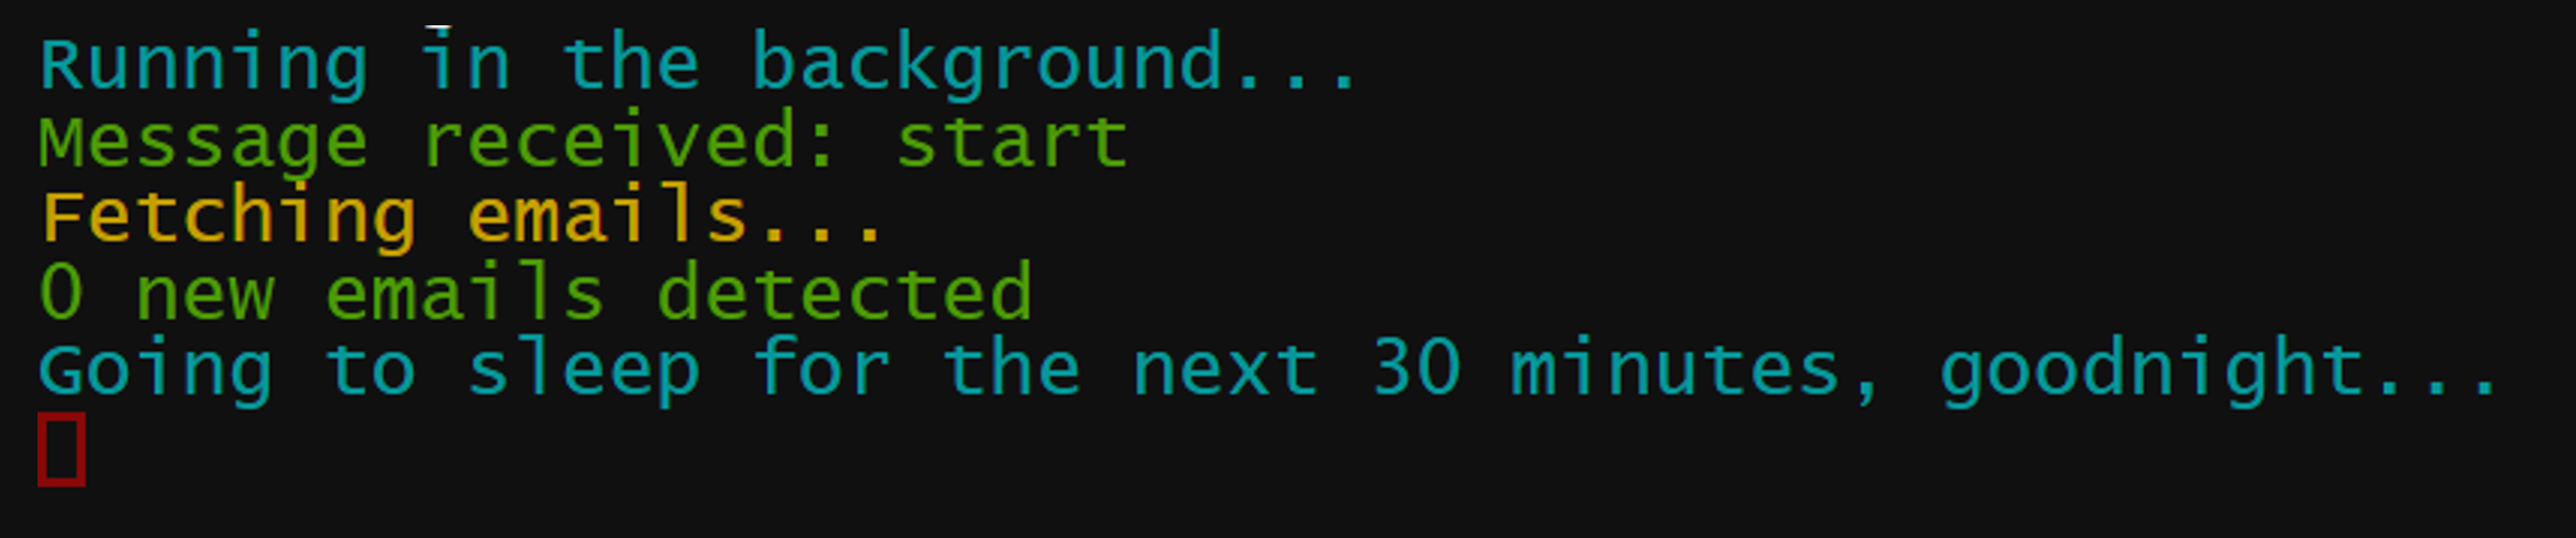 Running in the background...
Message received: start
Fetching emails...
0 new emails detected
Going to sleep for the next 30 minutes, goodnight...